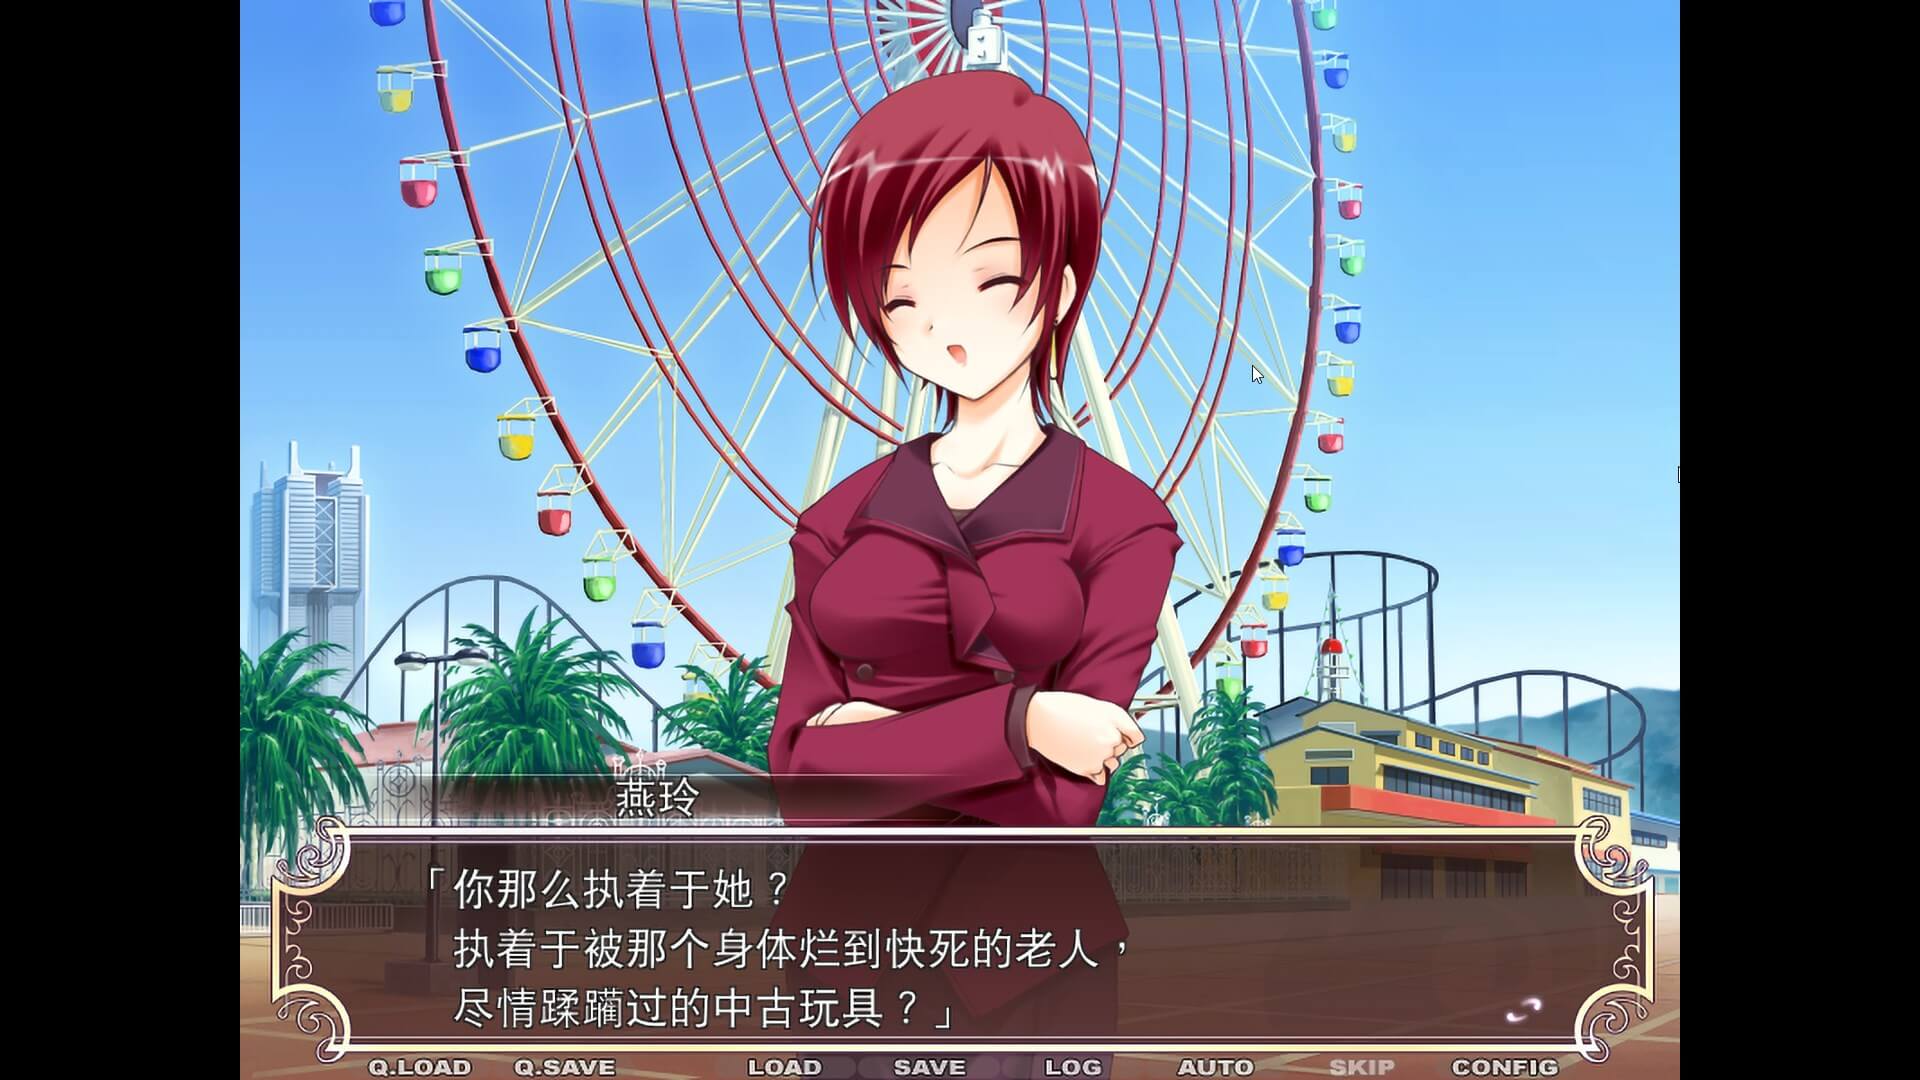 燕玲
「你那么执着于她？
执着于被那个身体烂到快死的老人，
尽情蹂躏过的中古玩具？」
Q.LOAD Q.SAVE LOAD SAVE LOG AUTO SKIP CONFIG